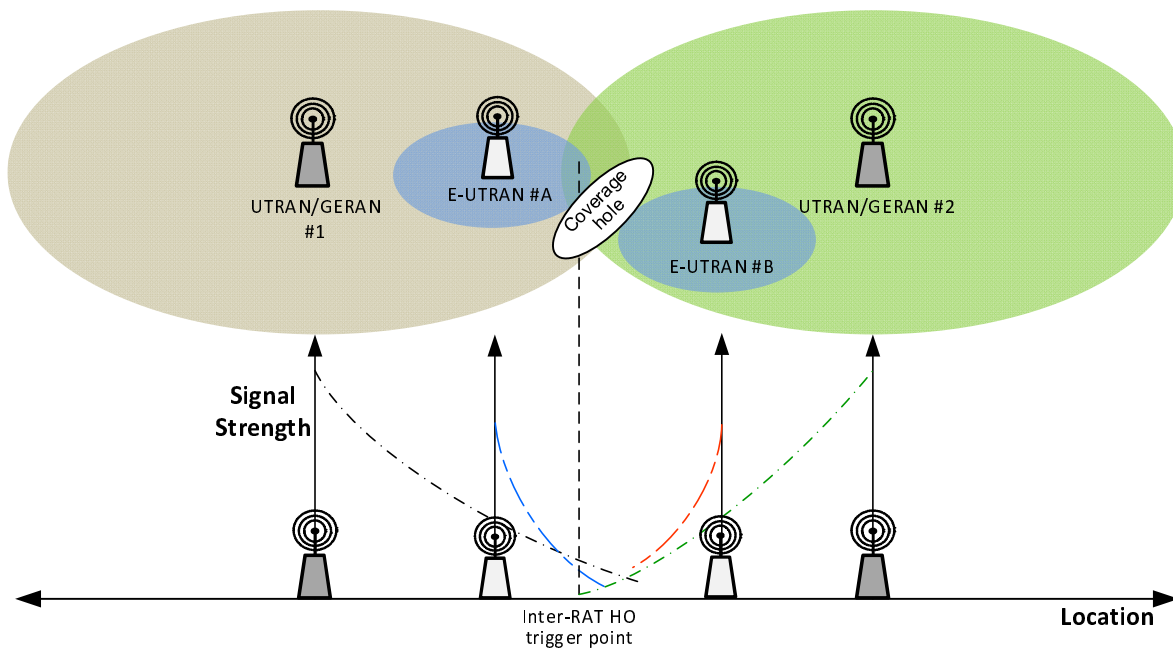 UTRAN/GERAN
#1
E-UTRAN #A
Coverage
hole
E-UTRAN #B
UTRAN/GERAN #2
Signal
Strength
Inter-RAT HO
trigger point
Location